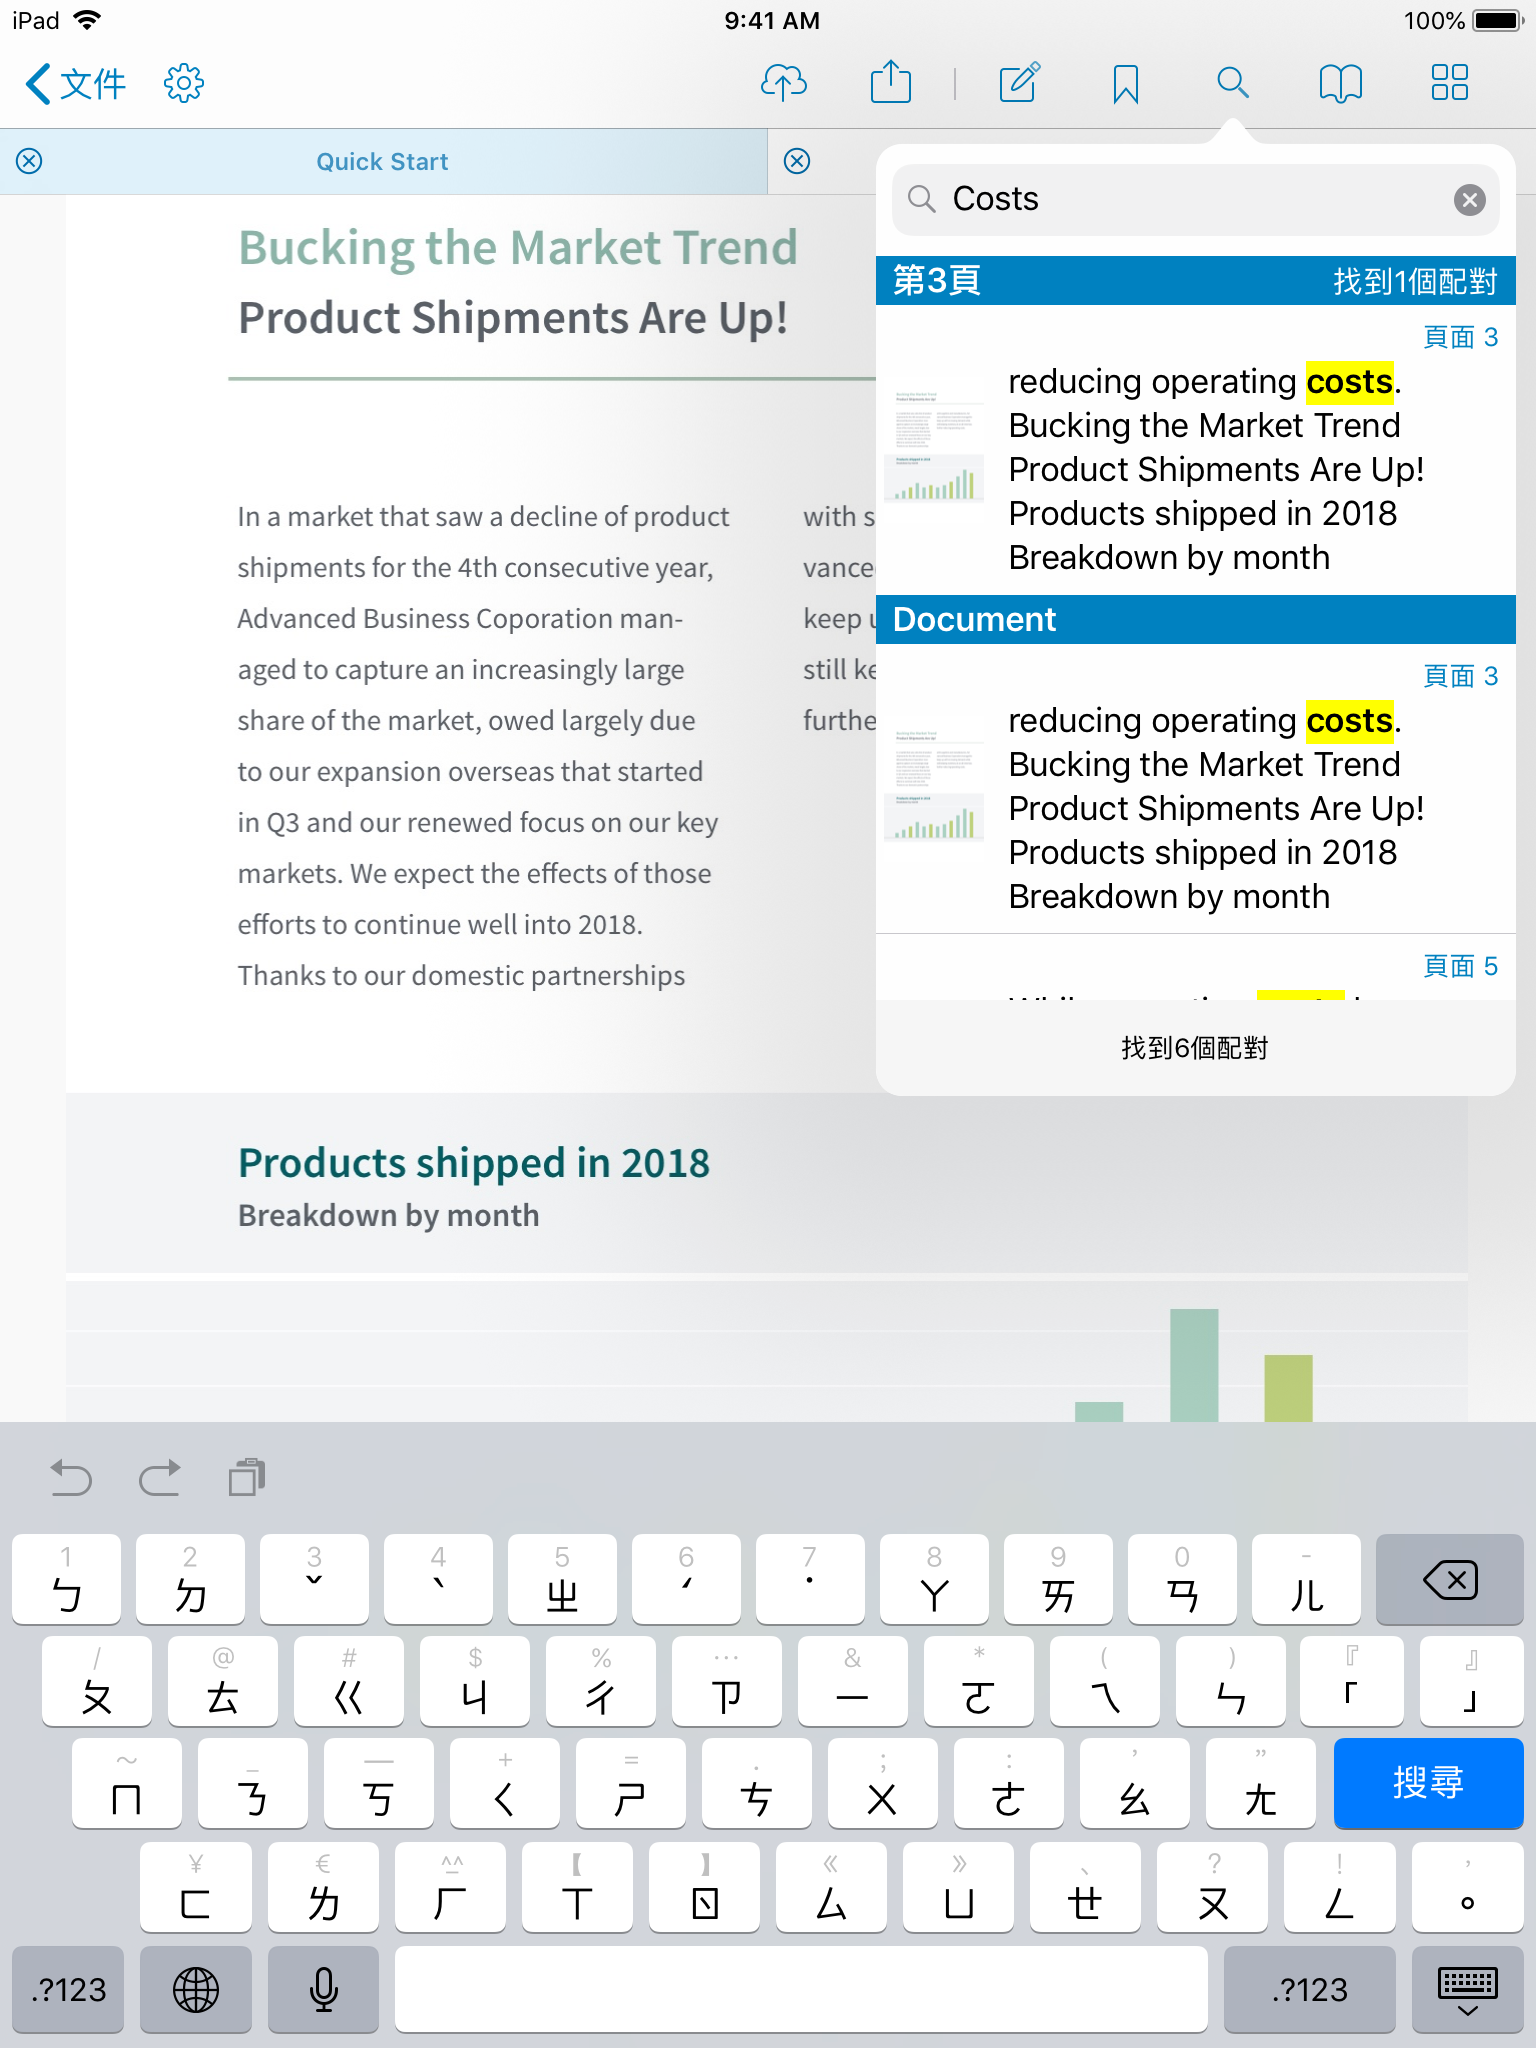 iPad 9:41 AM 100%
文件
Quick Start
Costs
第3頁 找到1個配對
頁面 3
reducing operating costs.
Bucking the Market Trend
Product Shipments Are Up!
Products shipped in 2018
Breakdown by month
Document
頁面 3
reducing operating costs.
Bucking the Market Trend
Product Shipments Are Up!
Products shipped in 2018
Breakdown by month
頁面 5
找到6個配對
Bucking the Market Trend
Product Shipments Are Up!
In a market that saw a decline of product
shipments for the 4th consecutive year,
Advanced Business Coporation man-
aged to capture an increasingly large
share of the market, owed largely due
to our expansion overseas that started
in Q3 and our renewed focus on our key
markets. We expect the effects of those
efforts to continue well into 2018.
Thanks to our domestic partnerships
with s
vance
keep u
still ke
furthe
Products shipped in 2018
Breakdown by month
1 2 3 4 5 6 7 8 9 0 -
ㄅ ㄉ ˇ ˋ ㄓ ˊ ˙ ㄚ ㄞ ㄢ ㄦ
/ @ # $ % … & * ( ) 『 』
ㄆ ㄊ ㄍ ㄐ ㄔ ㄗ ㄧ ㄛ ㄟ ㄣ 「 」
～ _ — + = . ; : ’ ”
ㄇ ㄋ ㄎ ㄑ ㄕ ㄘ ㄨ ㄜ ㄠ ㄤ 搜尋
¥ € ^^ 【 】 《 》 、 ? ! ，
ㄈ ㄌ ㄏ ㄒ ㄖ ㄙ ㄩ ㄝ ㄡ ㄥ 。
.?123 .?123